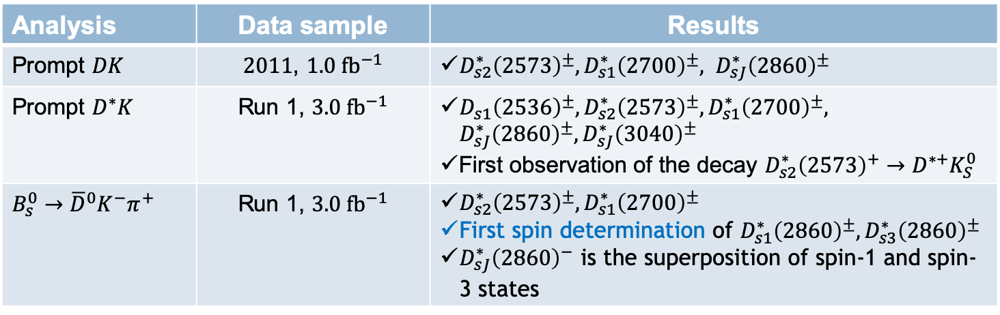 Analysis Data sample Results
Prompt 𝐷𝐾 2011, 1.0 fb⁻¹ ✓𝐷*ₛ₂(2573)±, 𝐷*ₛ₁(2700)±, 𝐷*ₛJ(2860)±
Prompt 𝐷*𝐾 Run 1, 3.0 fb⁻¹ ✓𝐷ₛ₁(2536)±, 𝐷*ₛ₂(2573)±, 𝐷*ₛ₁(2700)±,
𝐷*ₛJ(2860)±, 𝐷*ₛJ(3040)±
✓First observation of the decay 𝐷*ₛ₂(2573)⁺ → 𝐷*⁺𝐾⁰S
𝐵⁰ₛ → D̅⁰𝐾⁻𝜋⁺ Run 1, 3.0 fb⁻¹ ✓𝐷*ₛ₂(2573)±, 𝐷*ₛ₁(2700)±
✓First spin determination of 𝐷*ₛ₁(2860)±, 𝐷*ₛ₃(2860)±
✓𝐷*ₛJ(2860)⁻ is the superposition of spin-1 and spin-
3 states